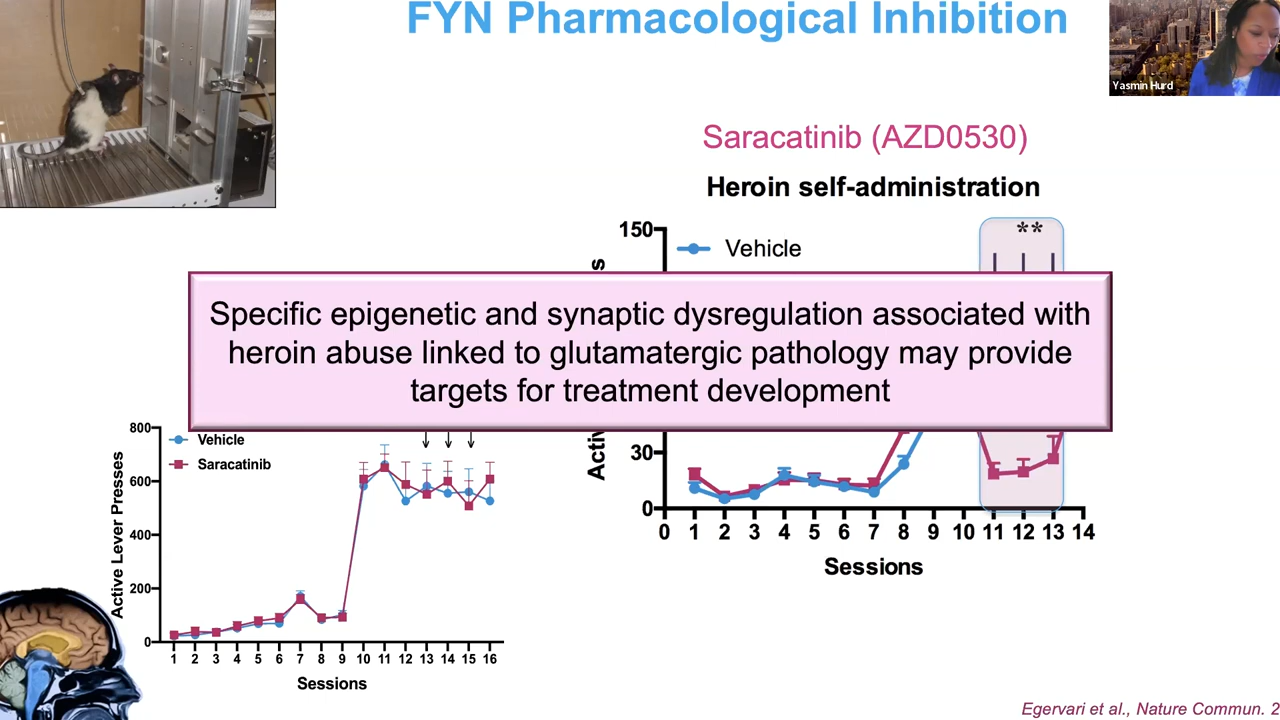 FYN Pharmacological Inhibition
Yasmin Hurd
Saracatinib (AZD0530)
Heroin self-administration
150
Vehicle
**
Specific epigenetic and synaptic dysregulation associated with
heroin abuse linked to glutamatergic pathology may provide
targets for treatment development
30
0
0 1 2 3 4 5 6 7 8 9 10 11 12 13 14
Sessions
Active Lever Presses
800
600
400
200
0
Vehicle
Saracatinib
1 2 3 4 5 6 7 8 9 10 11 12 13 14 15 16
Sessions
Egervari et al., Nature Commun. 2